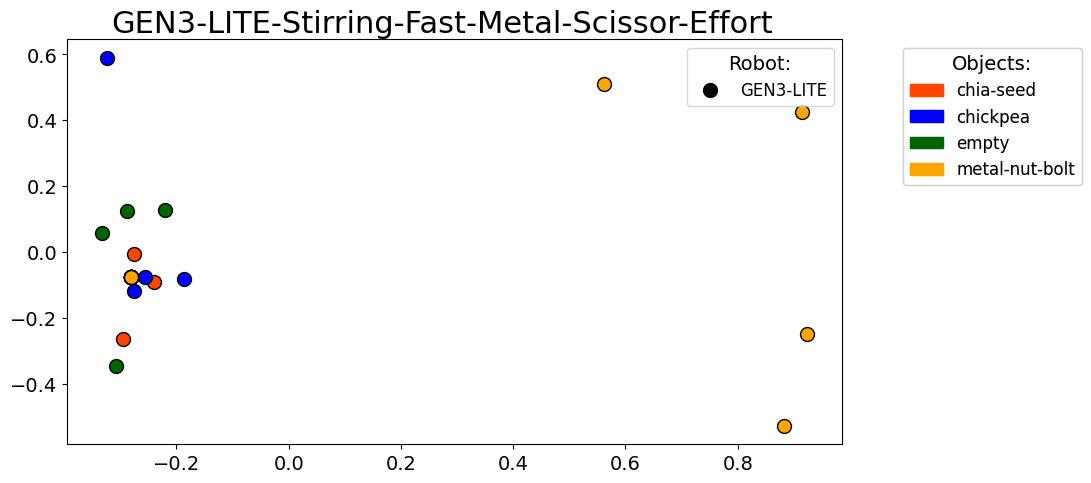 GEN3-LITE-Stirring-Fast-Metal-Scissor-Effort
Robot:
GEN3-LITE
Objects:
chia-seed
chickpea
empty
metal-nut-bolt
0.6
0.4
0.2
0.0
−0.2
−0.4
−0.2
0.0
0.2
0.4
0.6
0.8